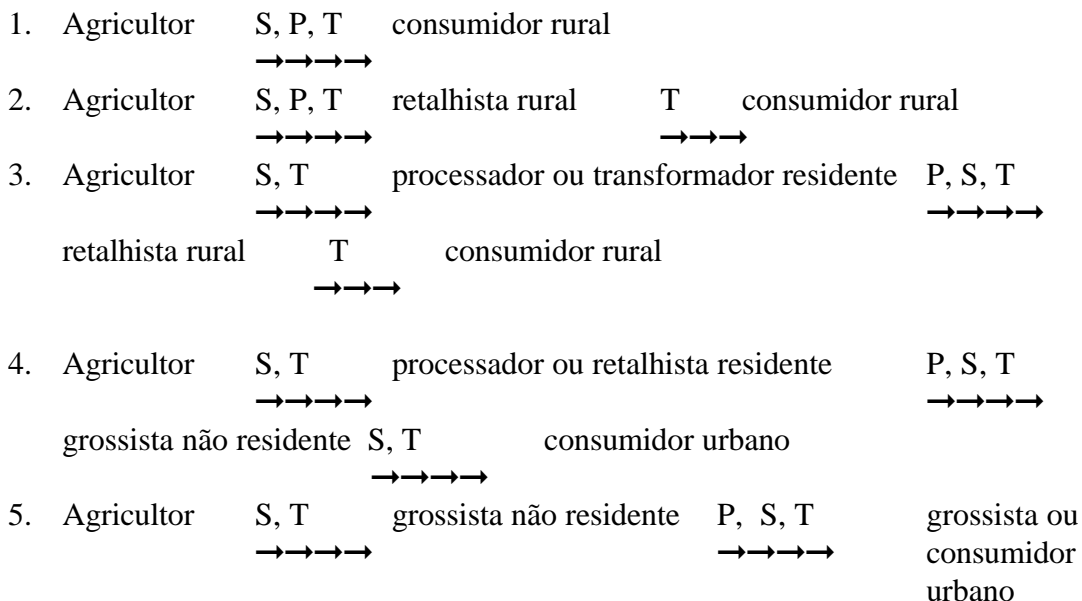 1. Agricultor S, P, T consumidor rural
→→→→
2. Agricultor S, P, T retalhista rural T consumidor rural
→→→→ →→→
3. Agricultor S, T processador ou transformador residente P, S, T
→→→→ →→→→
retalhista rural T consumidor rural
→→→
4. Agricultor S, T processador ou retalhista residente P, S, T
→→→→ →→→→
grossista não residente S, T consumidor urbano
→→→→
5. Agricultor S, T grossista não residente P, S, T grossista ou
→→→→ →→→→ consumidor
urbano